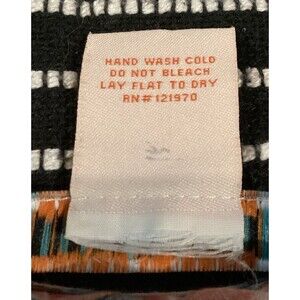 HAND WASH COLD
DO NOT BLEACH
LAY FLAT TO DRY
RN# 121970